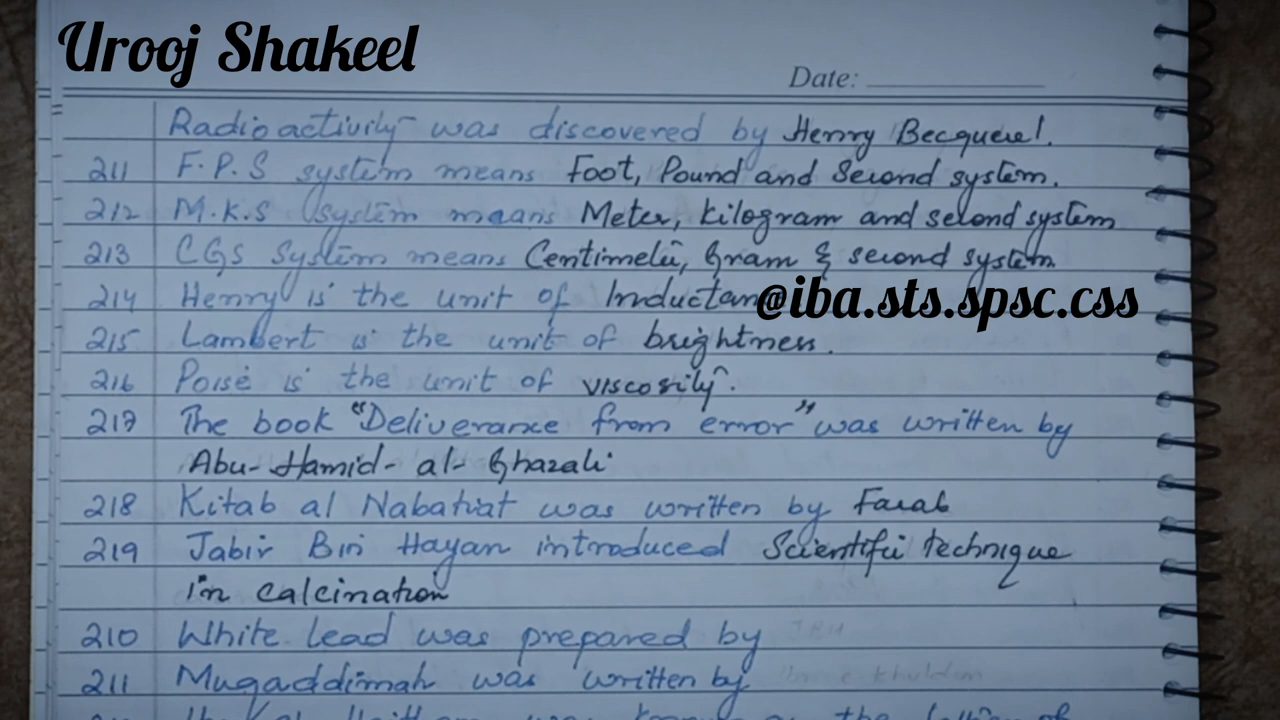 Urooj Shakeel
Date:
Radioactivity was discovered by Henry Becquerel.
211 F.P.S system means Foot, Pound and Second system.
212 M.K.S system means Meter, kilogram and second system
213 CGS System means Centimeter, Gram & second system
214 Henry is the unit of Inductan
@iba.sts.spsc.css
215 Lambert is the unit of brightness.
216 Poise is the unit of viscosity.
217 The book "Deliverance from error" was written by
Abu-Hamid-al-Ghazali
218 Kitab al Nabatiat was written by Farab
219 Jabir Bin Hayan introduced Scientific technique
in calcination
210 White lead was prepared by
211 Muqaddimah was written by khuldun